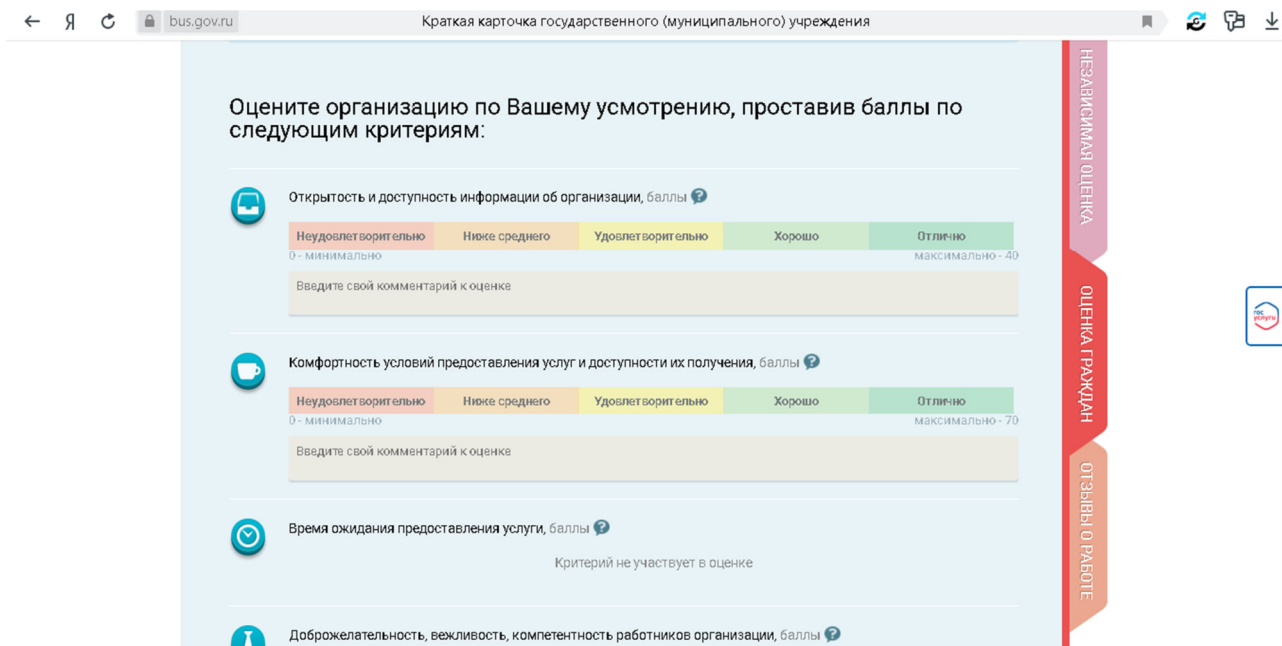 Я
bus.gov.ru
Краткая карточка государственного (муниципального) учреждения
Оцените организацию по Вашему усмотрению, проставив баллы по
следующим критериям:
Открытость и доступность информации об организации, баллы ?
Неудовлетворительно Ниже среднего Удовлетворительно Хорошо Отлично
0 - минимально максимально - 40
Введите свой комментарий к оценке
Комфортность условий предоставления услуг и доступности их получения, баллы ?
Неудовлетворительно Ниже среднего Удовлетворительно Хорошо Отлично
0 - минимально максимально - 70
Введите свой комментарий к оценке
Время ожидания предоставления услуги, баллы ?
Критерий не участвует в оценке
Доброжелательность, вежливость, компетентность работников организации, баллы ?
НЕЗАВИСИМАЯ ОЦЕНКА
ОЦЕНКА ГРАЖДАН
ОТЗЫВЫ О РАБОТЕ
гос
услуги